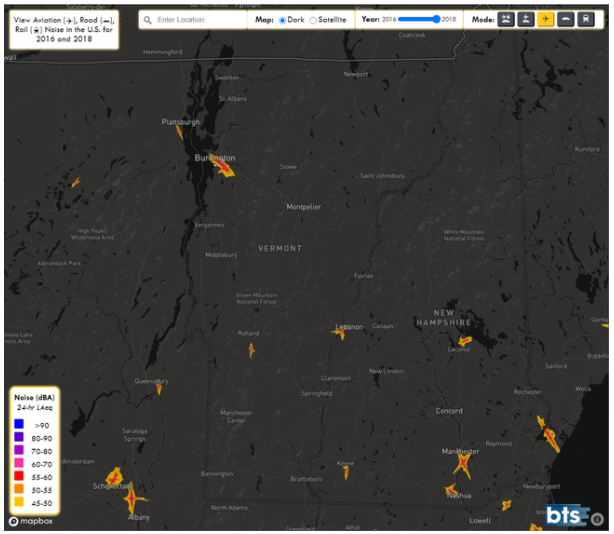 View Aviation (✈), Road (🚗),
Rail (🚆) Noise in the U.S. for
2016 and 2018
Enter Location:
Map: Dark Satellite
Year: 2016 2018
Mode:
Coaticook
Hemmingford
Swanton
Newport
St Albans
Plattsburgh
Burlington
Stowe
Saint Johnsbury
Rumford
Montpelier
Vergennes
High Peaks
Wilderness Area
White Mountain
National Forest
Middlebury
VERMONT
Adirondack Park
Fairlee
Green Mountain
National Forest
NEW
HAMPSHIRE
Rutland
Lebanon
Canaan
Laconia
Sanford
Queensbury
Claremont
New London
Springfield
Rochester
Wells
Noise (dBA)
24-hr LAeq
>90
80-90
70-80
60-70
55-60
50-55
45-50
Manchester
Center
Concord
Saratoga
Springs
Raymond
Amsterdam
Manchester
Bennington
Brattleboro
Keene
Newburyport
Nashua
Albany
North Adams
Lowell
Greenfield
Athol
mapbox
bts